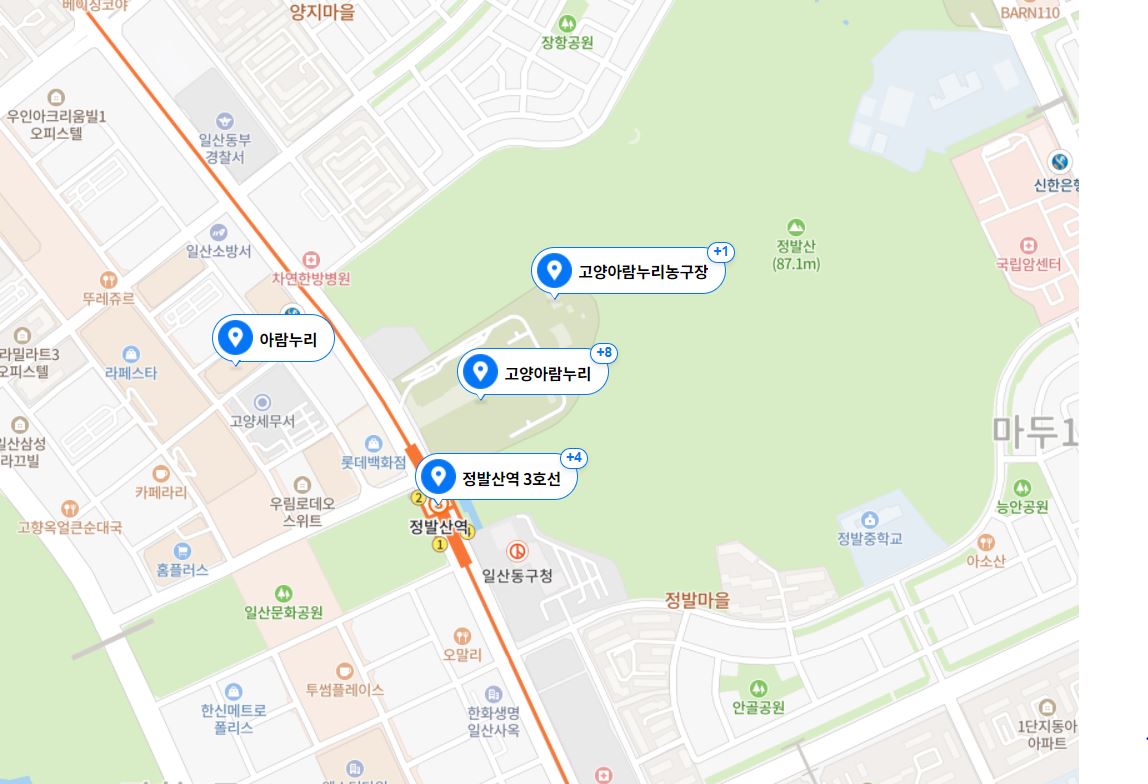 베이징코야
양지마을
장항공원
BARN110
우인아크리움빌1
오피스텔
일산동부
경찰서
신한은행
일산소방서
정발산
(87.1m)
국립암센터
차연한방병원
+1
고양아람누리농구장
뚜레쥬르
아람누리
라밀라트3
오피스텔
라페스타
+8
고양아람누리
고양세무서
마두1
일산삼성
라끄빌
롯데백화점
+4
정발산역 3호선
카페라리
우림로데오
스위트
능안공원
2
정발산역
1
고향옥얼큰순대국
정발중학교
홈플러스
일산동구청
아소산
일산문화공원
정발마을
오말리
투썸플레이스
한신메트로
폴리스
한화생명
일산사옥
안골공원
1단지동아
아파트